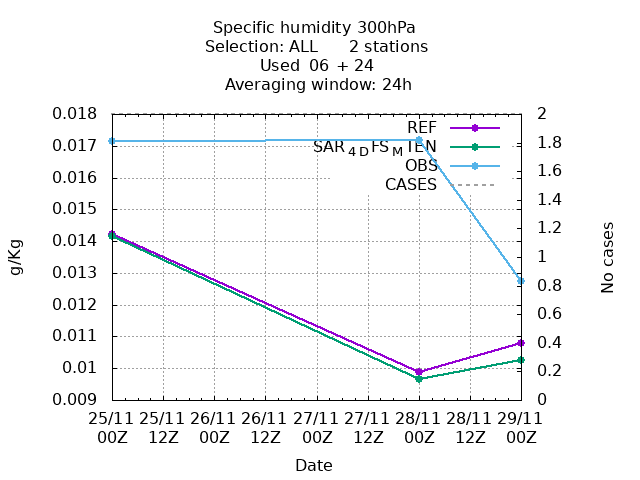 Specific humidity 300hPa
Selection: ALL 2 stations
Used 06 + 24
Averaging window: 24h
0.018
0.017
0.016
0.015
0.014
0.013
0.012
0.011
0.01
0.009
g/Kg
2
1.8
1.6
1.4
1.2
1
0.8
0.6
0.4
0.2
0
No cases
REF
SAR4DFSMTEN
OBS
CASES
25/11 25/11 26/11 26/11 27/11 27/11 28/11 28/11 29/11
00Z 12Z 00Z 12Z 00Z 12Z 00Z 12Z 00Z
Date